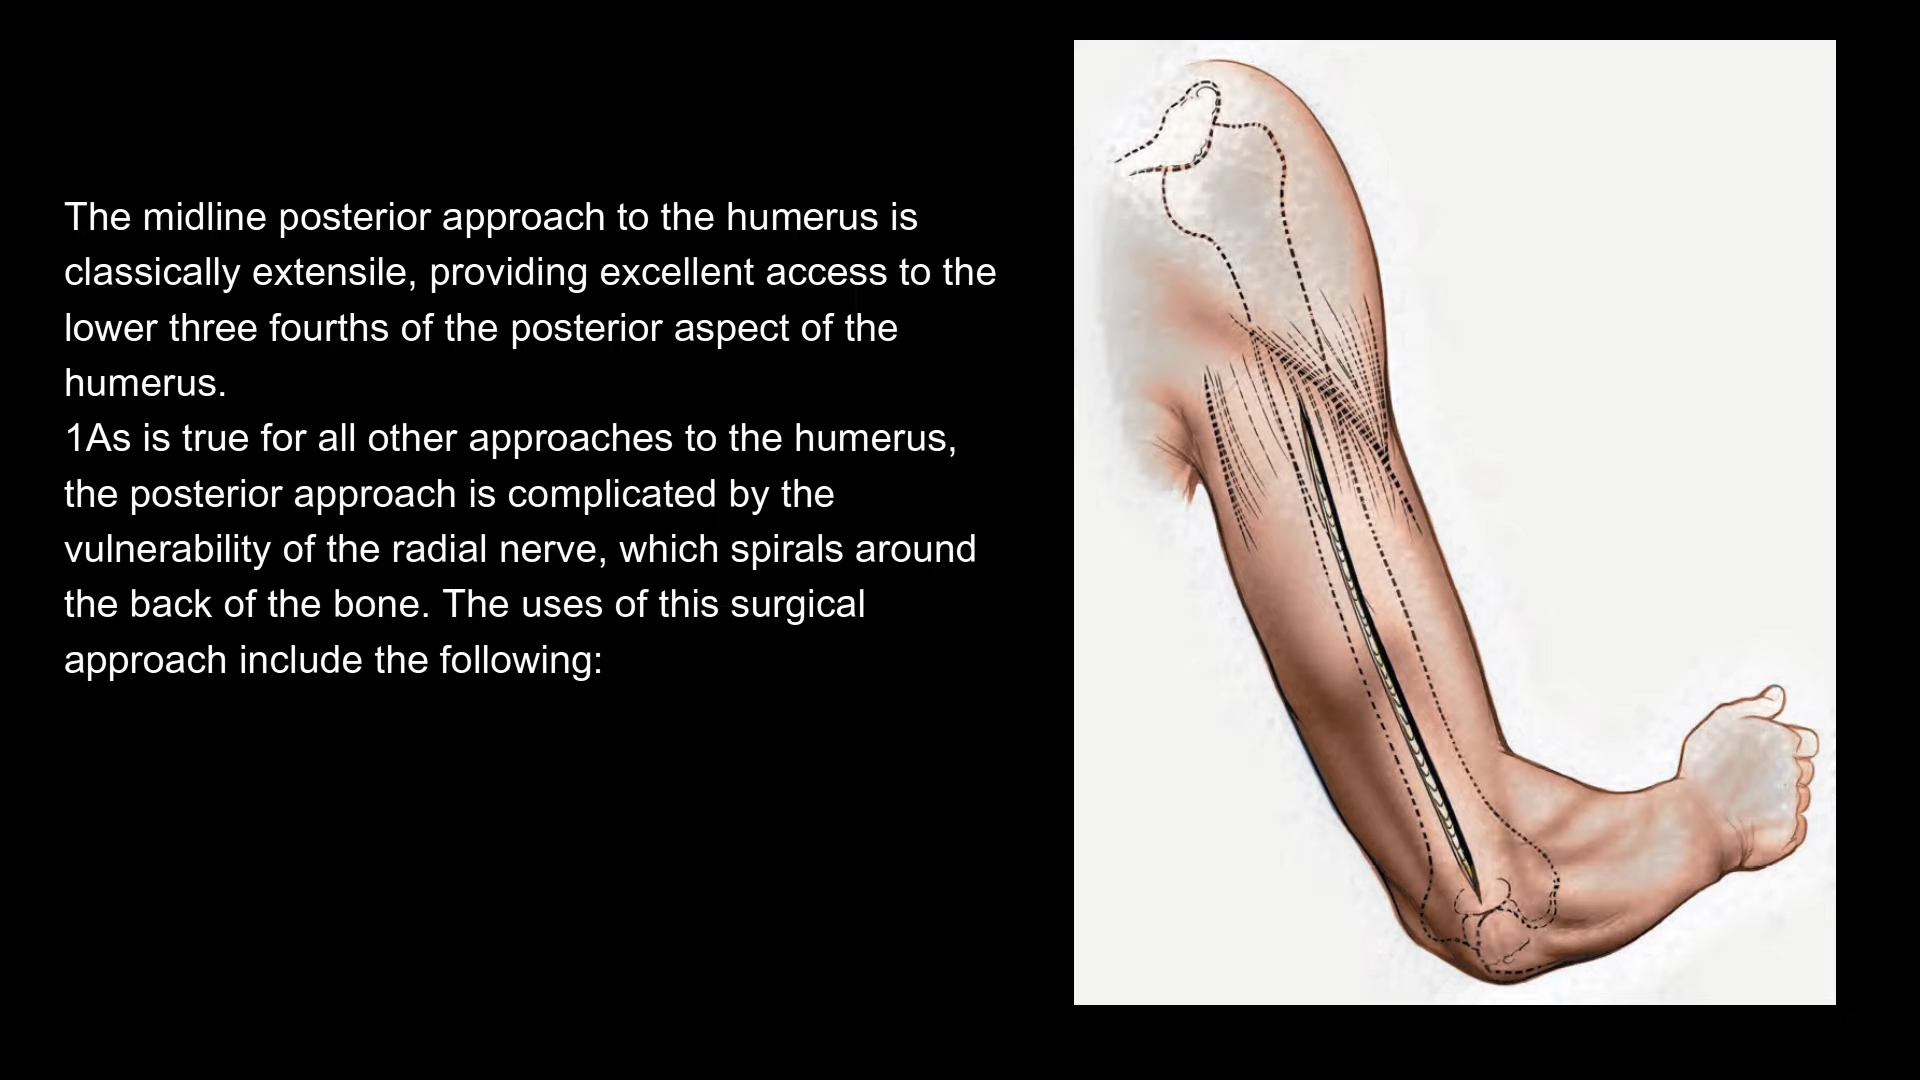 The midline posterior approach to the humerus is
classically extensile, providing excellent access to the
lower three fourths of the posterior aspect of the
humerus.
1As is true for all other approaches to the humerus,
the posterior approach is complicated by the
vulnerability of the radial nerve, which spirals around
the back of the bone. The uses of this surgical
approach include the following: